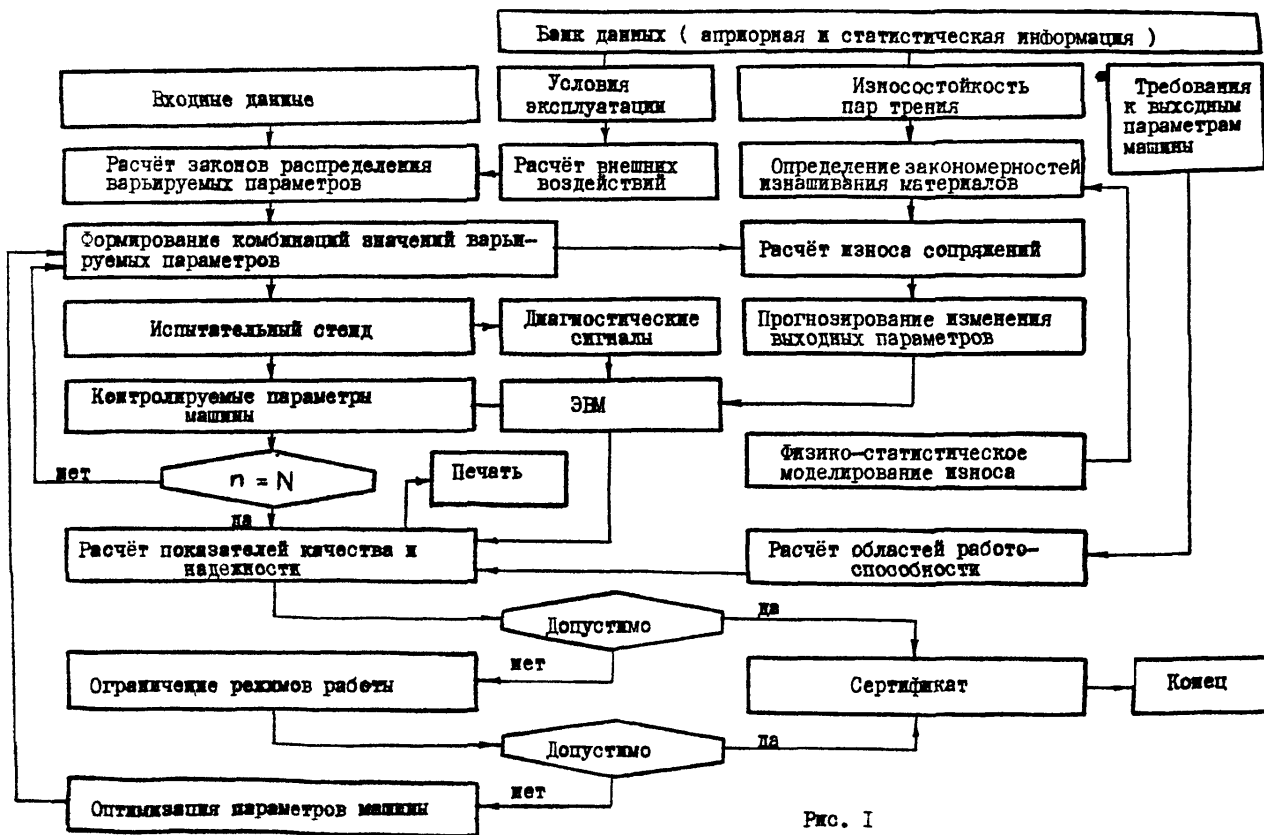 Банк данных ( априорная и статистическая информация )
Входные данные
Условия
эксплуатации
Износостойкость
пар трения
Требования
к выходным
параметрам
машины
Расчёт законов распределения
варьируемых параметров
Расчёт внешних
воздействий
Определение закономерностей
изнашивания материалов
Формирование комбинаций значений варьи-
руемых параметров
Расчёт износа сопряжений
Испытательный стенд
Диагностические
сигналы
Прогнозирование изменения
выходных параметров
Контролируемые параметры
машины
ЭВМ
Физико-статистическое
моделирование износа
нет
n = N
Печать
да
Расчёт показателей качества и
надежности
Расчёт областей работо-
способности
Допустимо
да
нет
Ограничение режимов работы
Сертификат
Конец
Допустимо
да
нет
Оптимизация параметров машины
Рис. I